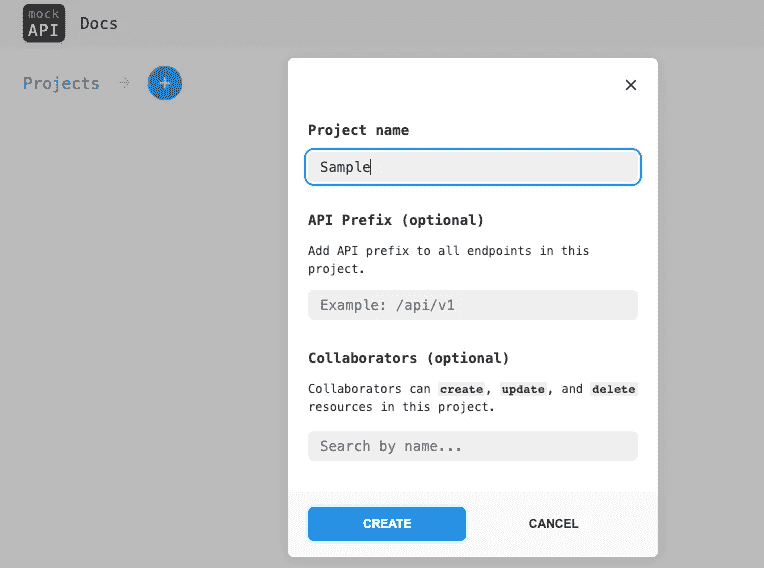 mock
API
Docs
Projects →
+
×
Project name
Sample
API Prefix (optional)
Add API prefix to all endpoints in this
project.
Example: /api/v1
Collaborators (optional)
Collaborators can create, update, and delete
resources in this project.
Search by name...
CREATE
CANCEL